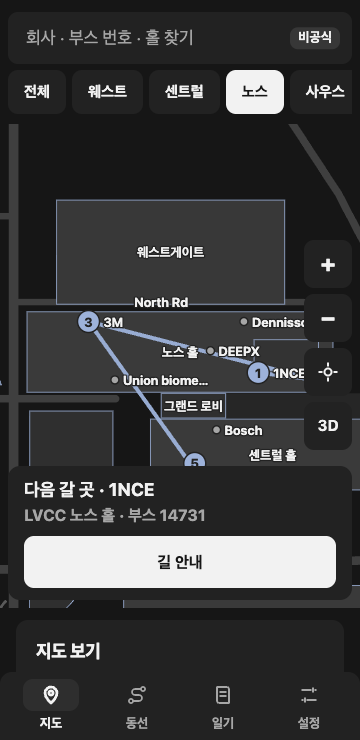 회사 · 부스 번호 · 홀 찾기
비공식
전체
웨스트
센트럴
노스
사우스
웨스트게이트
North Rd
3
3M
Dennisc
노스 홀
DEEPX
1
1NCE
Union biome...
그랜드 로비
Bosch
센트럴 홀
5
3D
다음 갈 곳 · 1NCE
LVCC 노스 홀 · 부스 14731
길 안내
지도 보기
지도
동선
일기
설정